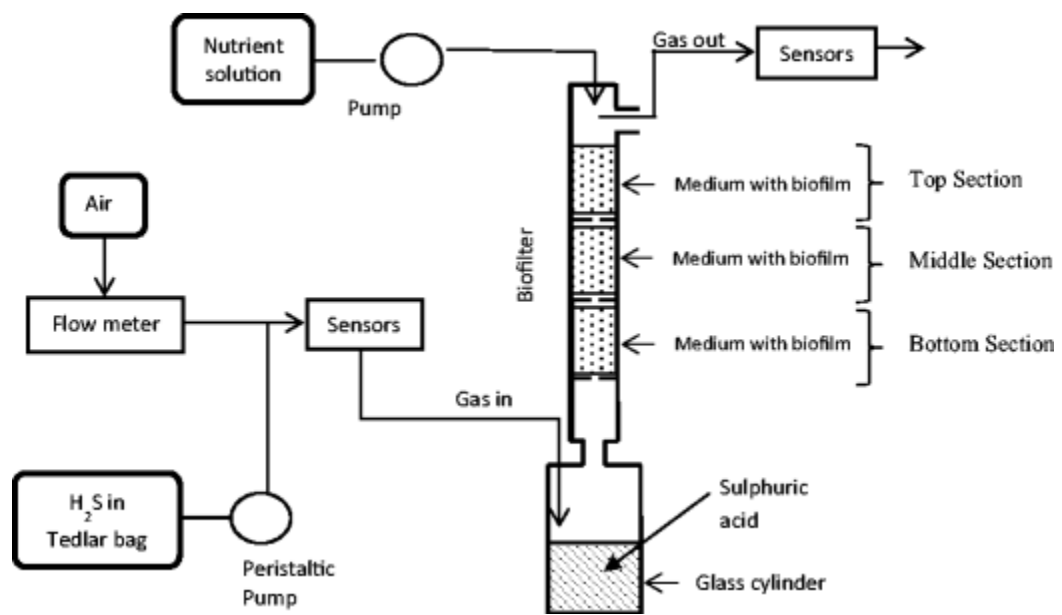 Nutrient
solution
Pump
Gas out
Sensors
Medium with biofilm
Top Section
Air
Biofilter
Medium with biofilm
Middle Section
Flow meter
Sensors
Medium with biofilm
Bottom Section
Gas in
H₂S in
Tedlar bag
Sulphuric
acid
Peristaltic
Pump
Glass cylinder